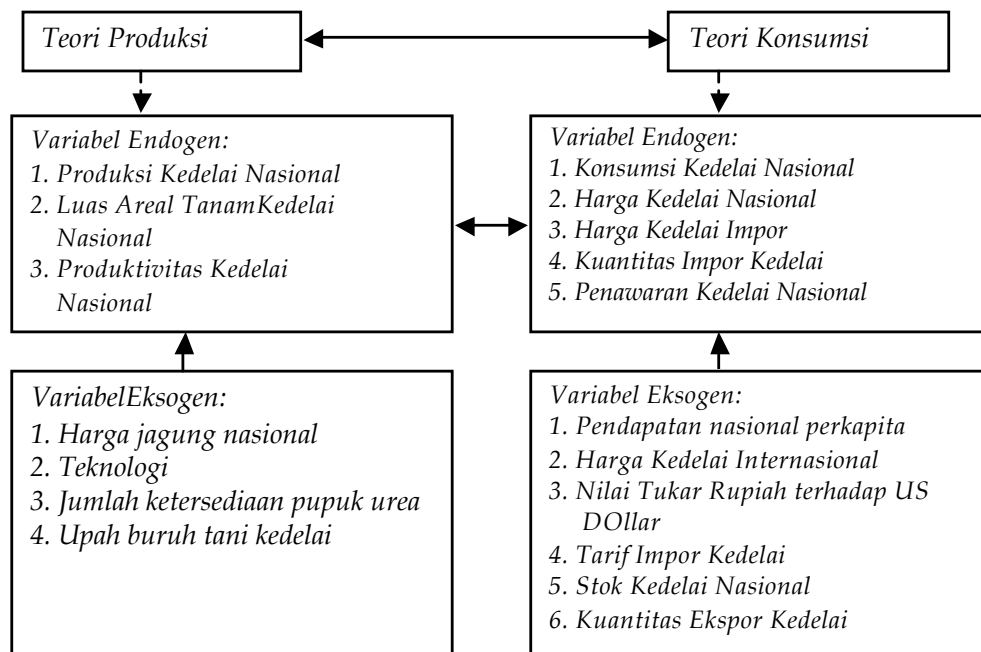 Teori Produksi
Teori Konsumsi
Variabel Endogen:
1. Produksi Kedelai Nasional
2. Luas Areal TanamKedelai
Nasional
3. Produktivitas Kedelai
Nasional
Variabel Endogen:
1. Konsumsi Kedelai Nasional
2. Harga Kedelai Nasional
3. Harga Kedelai Impor
4. Kuantitas Impor Kedelai
5. Penawaran Kedelai Nasional
VariabelEksogen:
1. Harga jagung nasional
2. Teknologi
3. Jumlah ketersediaan pupuk urea
4. Upah buruh tani kedelai
Variabel Eksogen:
1. Pendapatan nasional perkapita
2. Harga Kedelai Internasional
3. Nilai Tukar Rupiah terhadap US
DOllar
4. Tarif Impor Kedelai
5. Stok Kedelai Nasional
6. Kuantitas Ekspor Kedelai